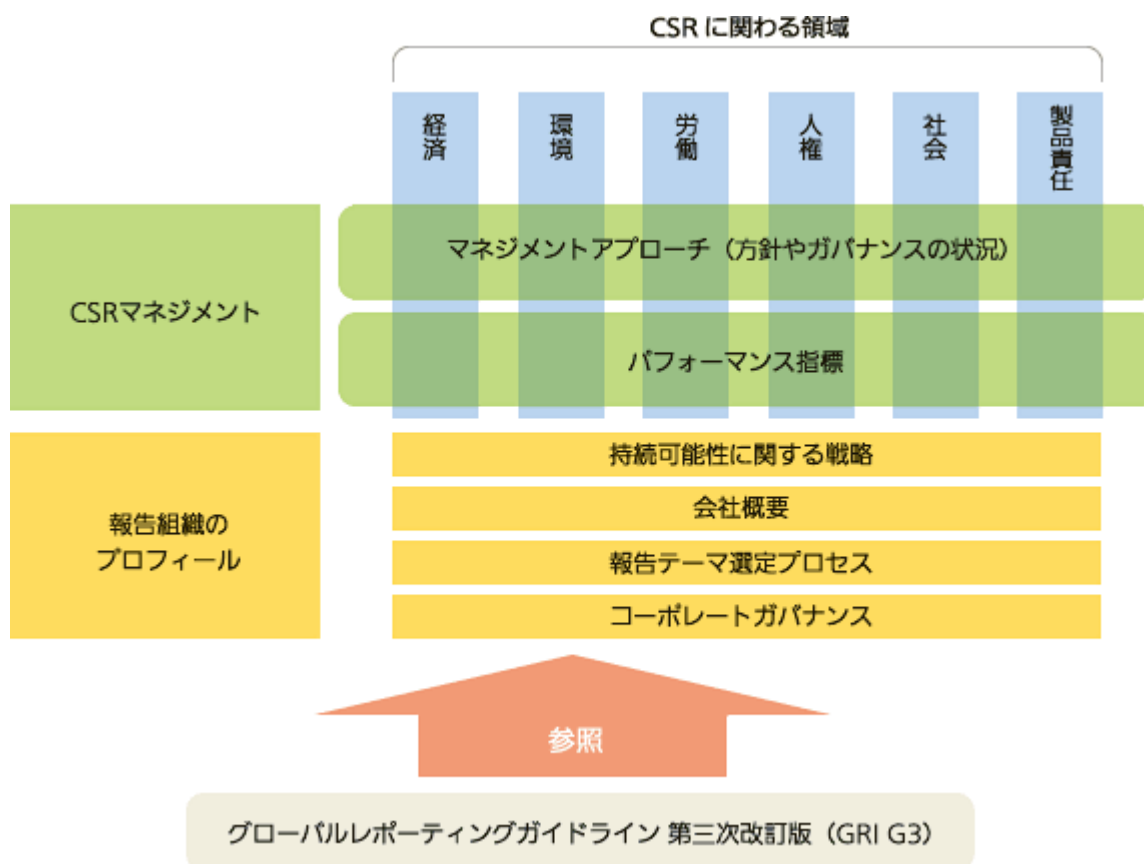 CSR に関わる領域
経済
環境
労働
人権
社会
製品責任
マネジメントアプローチ（方針やガバナンスの状況）
CSRマネジメント
パフォーマンス指標
持続可能性に関する戦略
会社概要
報告組織の
プロフィール
報告テーマ選定プロセス
コーポレートガバナンス
参照
グローバルレポーティングガイドライン 第三次改訂版（GRI G3）